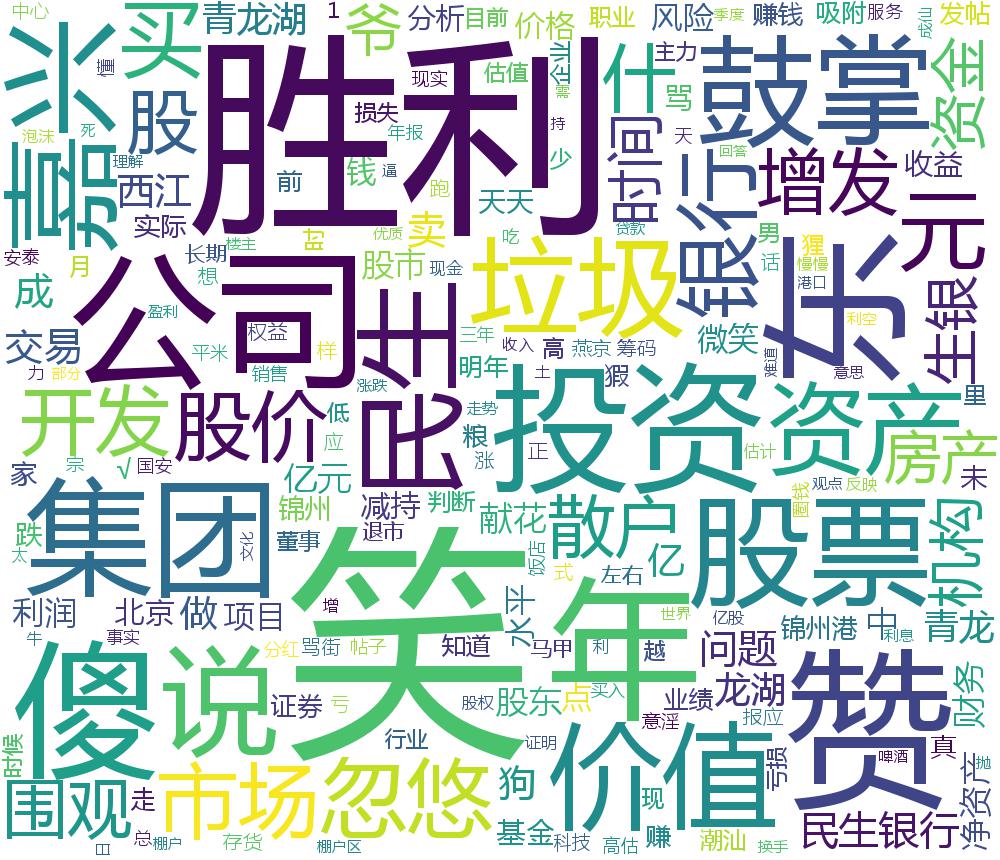 中心
懂
买
青龙湖
1
爷
分析
目前
价格
职业
风险
季度
赚钱
吸附
服务
成仙
发帖
兴
胜利
现实
估值
企业
什
主力
鼓掌
资金
泡沫
死
股
损失
需
骂
嘉
理解
年报
持
时间
天
回答
西江
前
钱
逼
少
银行
增发
收益
实际
跑
天天
贷款
元
安泰
月
长期
楼主
封
优质
卖
吃
男
猩
想
股市
现金
垃圾
话
慢慢
成
公司
民生
港口
乐
生银
盈利
权益
三年
微笑
利空
交易
平米
样
收入
高
燕京
筹码
力
部分
销售
涨跌
明年
土
猥
难道
意思
开发
股价
低
走势
投资
资产
里
应
粮
房产
家
宗
√
国安
亿元
涨
正
估计
未
集团
锦州
减持
判断
献花
散户
圈钱
观点
反映
股票
机构
跌
太
文化
董事
退市
饭店
式
亿
左右
利润
北京
做
项目
增
笑
水平
年
世界
亿股
锦州港
中
利息
青龙
牛
事实
分红
骂街
帖子
知道
马甲
利
越
问题
傻
说
证券
亏
股权
股东
点
买入
业绩
龙湖
赞
财务
时候
行业
证明
意淫
报应
啤酒
真
围观
走
市场
忽悠
狗
价值
现
亏损
抛
总
基金
赚
民生银行
净资产
日
棚户
存货
棚户区
科技
高估
潮汕
换手